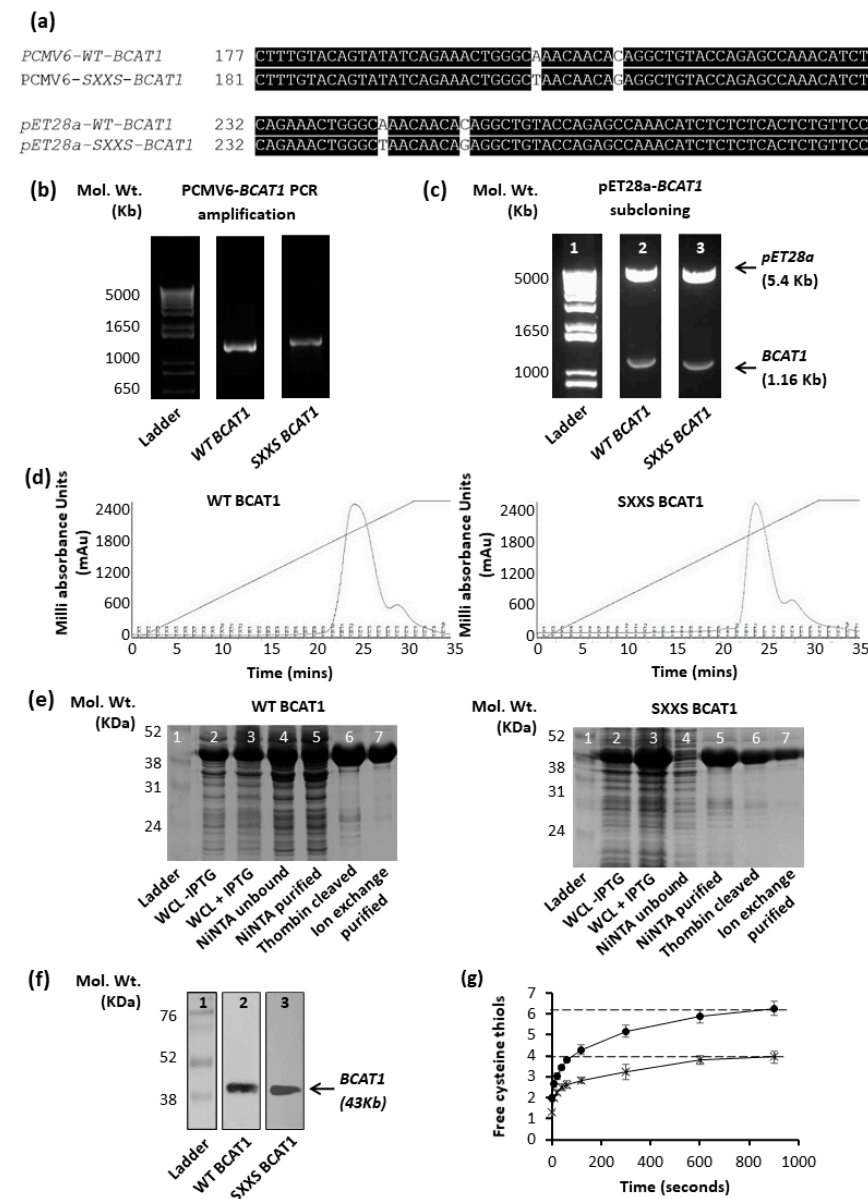 (a)
PCMV6-WT-BCAT1 177 CTTTGTACAGTATATCAGAAACTGGGCAAACAACACAGGCTGTACCAGAGCCAAACATCT
PCMV6-SXXS-BCAT1 181 CTTTGTACAGTATATCAGAAACTGGGCTAACAACAGAGGCTGTACCAGAGCCAAACATCT
pET28a-WT-BCAT1 232 CAGAAACTGGGCAAACAACACAGGCTGTACCAGAGCCAAACATCTCTCTCACTCTGTTCC
pET28a-SXXS-BCAT1 232 CAGAAACTGGGCTAACAACAGAGGCTGTACCAGAGCCAAACATCTCTCTCACTCTGTTCC
(b)
Mol. Wt.
(Kb)
PCMV6-BCAT1 PCR
amplification
5000
1650
1000
650
Ladder
WT BCAT1
SXXS BCAT1
(c)
Mol. Wt.
(Kb)
pET28a-BCAT1
subcloning
1 2 3
5000
1650
1000
pET28a
(5.4 Kb)
BCAT1
(1.16 Kb)
Ladder
WT BCAT1
SXXS BCAT1
(d)
WT BCAT1
Milli absorbance Units
(mAu)
2400
1800
1200
600
0
0 5 10 15 20 25 30 35
Time (mins)
SXXS BCAT1
Milli absorbance Units
(mAu)
2400
1800
1200
600
0
0 5 10 15 20 25 30 35
Time (mins)
(e)
Mol. Wt.
(KDa)
WT BCAT1
52
38
31
24
1 2 3 4 5 6 7
Ladder
WCL -IPTG
WCL + IPTG
NiNTA unbound
NiNTA purified
Thombin cleaved
Ion exchange
purified
Mol. Wt.
(KDa)
SXXS BCAT1
52
38
31
24
1 2 3 4 5 6 7
Ladder
WCL -IPTG
WCL + IPTG
NiNTA unbound
NiNTA purified
Thombin cleaved
Ion exchange
purified
(f)
Mol. Wt.
(KDa)
1 2 3
76
52
38
BCAT1
(43Kb)
Ladder
WT BCAT1
SXXS BCAT1
(g)
Free cysteine thiols
7
6
5
4
3
2
1
0
0 200 400 600 800 1000
Time (seconds)